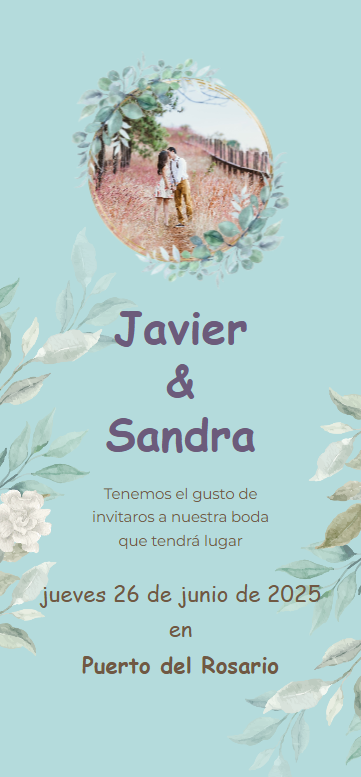 Javier
&
Sandra
Tenemos el gusto de
invitaros a nuestra boda
que tendrá lugar
jueves 26 de junio de 2025
en
Puerto del Rosario